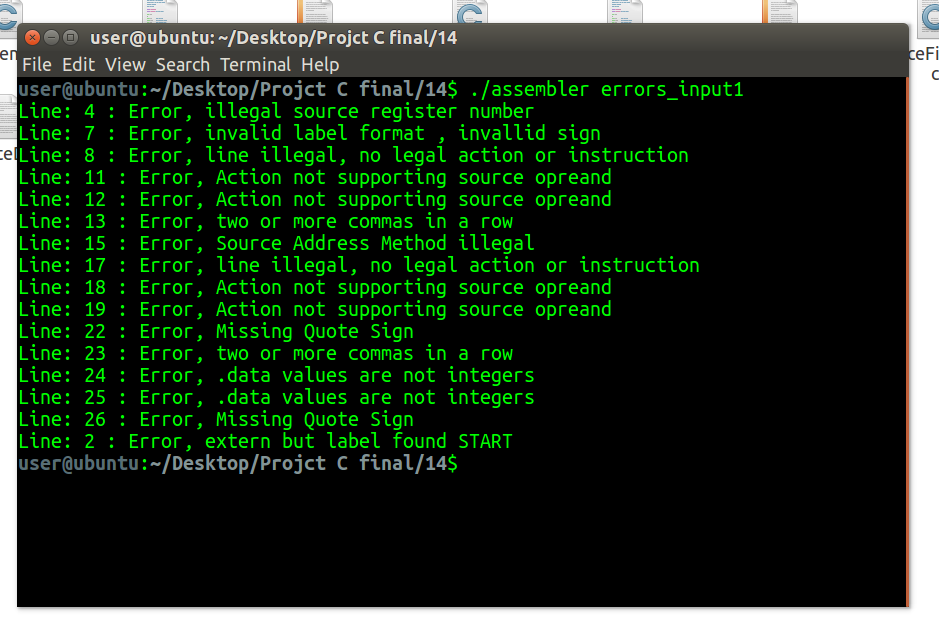 user@ubuntu: ~/Desktop/Projct C final/14
File Edit View Search Terminal Help
user@ubuntu:~/Desktop/Projct C final/14$ ./assembler errors_input1
Line: 4 : Error, illegal source register number
Line: 7 : Error, invalid label format , invallid sign
Line: 8 : Error, line illegal, no legal action or instruction
Line: 11 : Error, Action not supporting source opreand
Line: 12 : Error, Action not supporting source opreand
Line: 13 : Error, two or more commas in a row
Line: 15 : Error, Source Address Method illegal
Line: 17 : Error, line illegal, no legal action or instruction
Line: 18 : Error, Action not supporting source opreand
Line: 19 : Error, Action not supporting source opreand
Line: 22 : Error, Missing Quote Sign
Line: 23 : Error, two or more commas in a row
Line: 24 : Error, .data values are not integers
Line: 25 : Error, .data values are not integers
Line: 26 : Error, Missing Quote Sign
Line: 2 : Error, extern but label found START
user@ubuntu:~/Desktop/Projct C final/14$